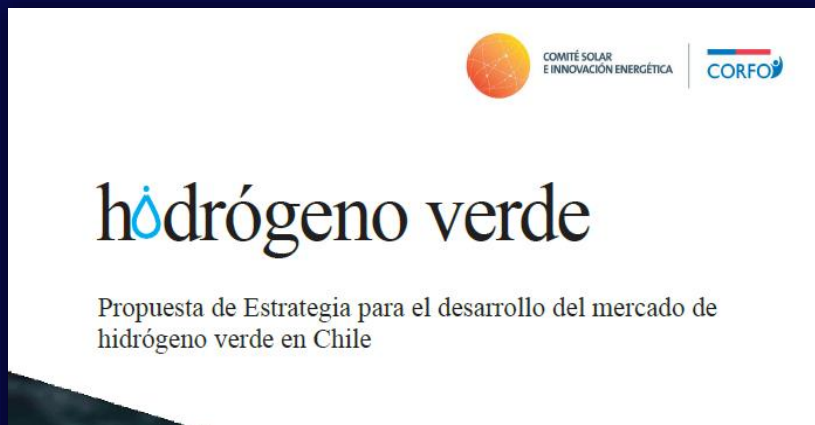 COMITÉ SOLAR
E INNOVACIÓN ENERGÉTICA
CORFO
hidrógeno verde
Propuesta de Estrategia para el desarrollo del mercado de
hidrógeno verde en Chile